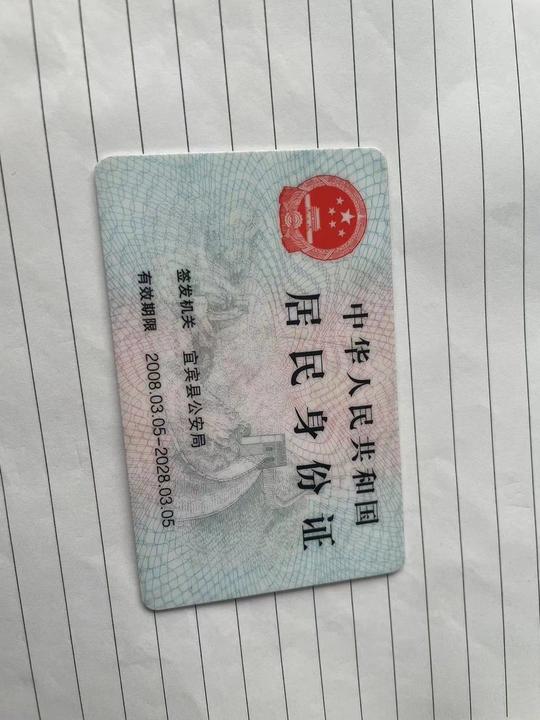 中华人民共和国
居民身份证
签发机关 宜宾县公安局
有效期限 2008.03.05-2028.03.05